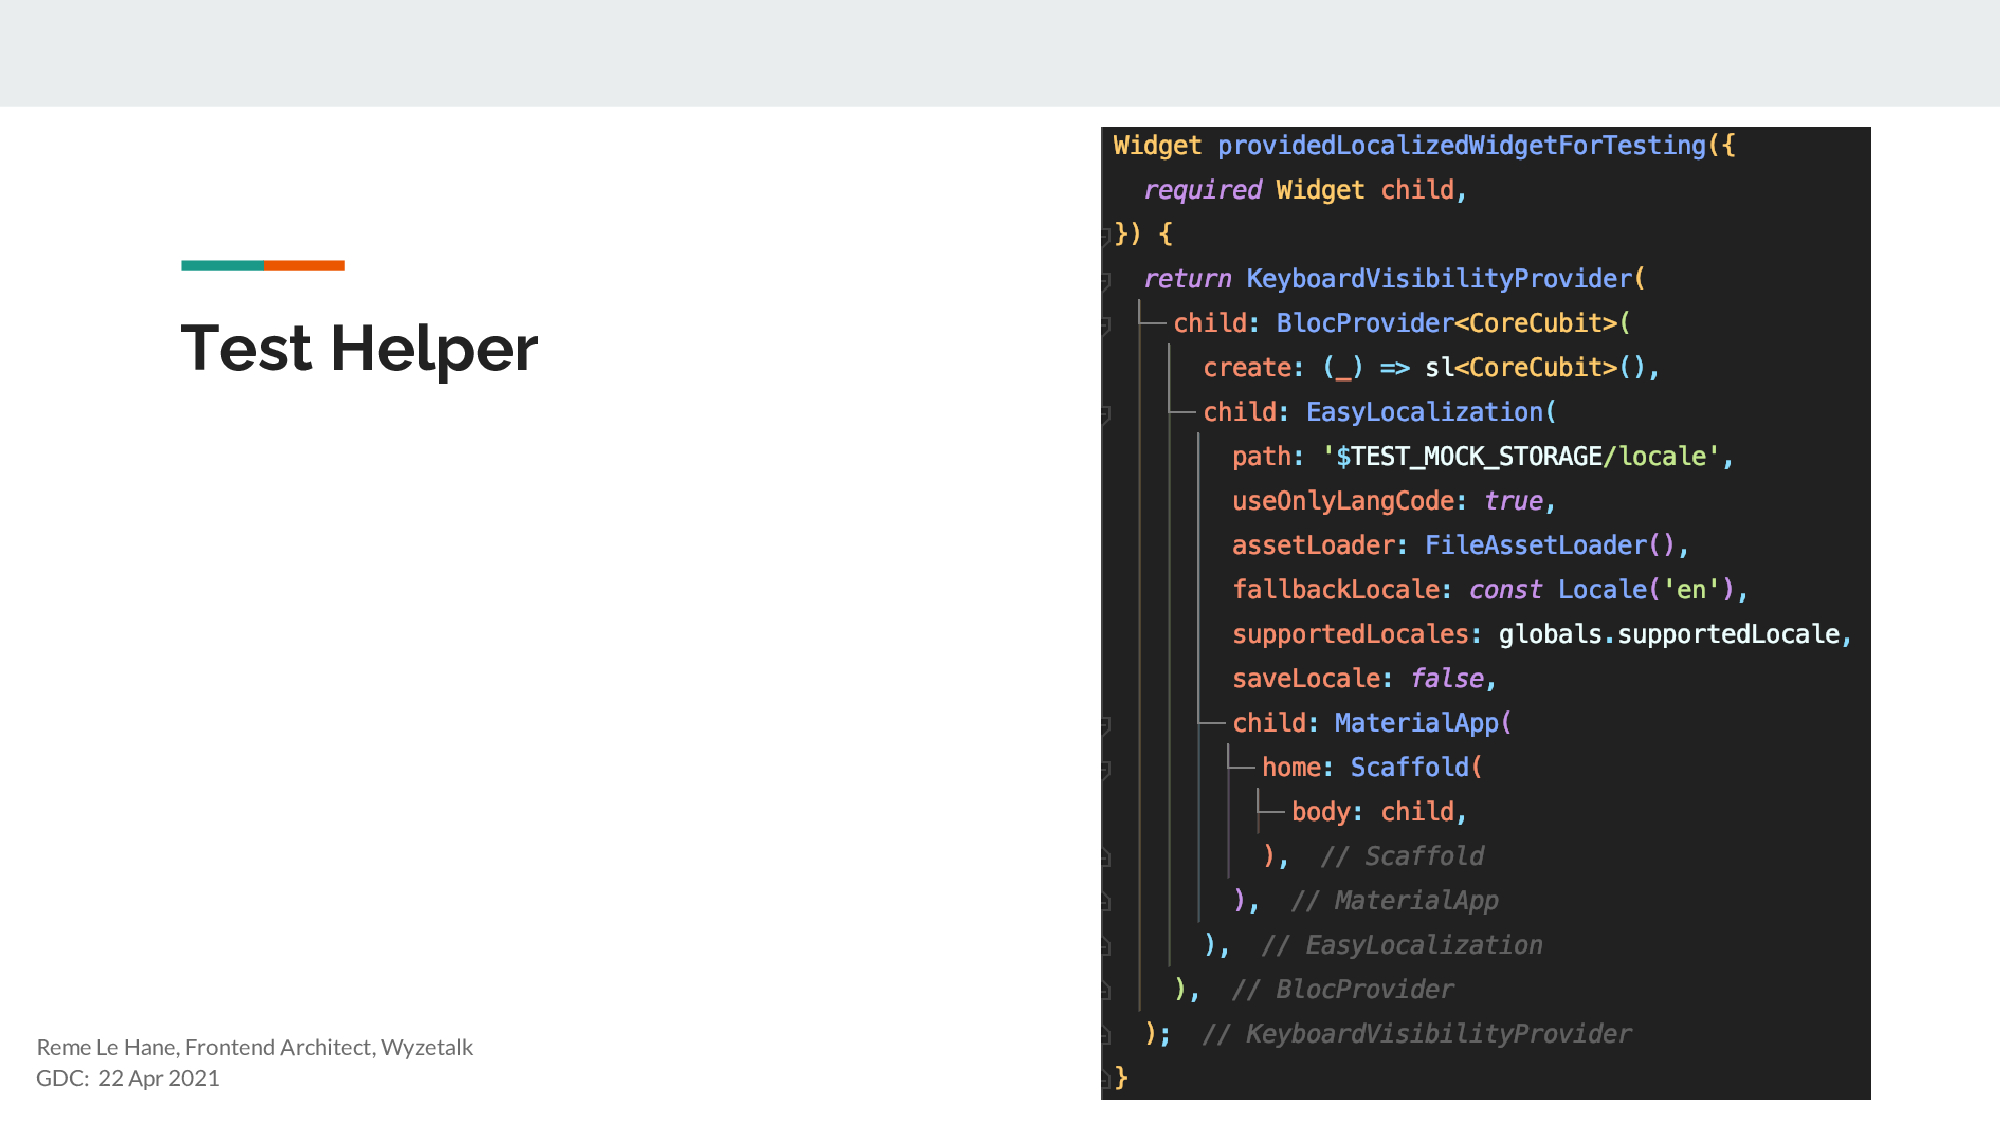 Test Helper
Widget providedLocalizedWidgetForTesting({
required Widget child,
}) {
return KeyboardVisibilityProvider(
child: BlocProvider<CoreCubit>(
create: (_) => sl<CoreCubit>(),
child: EasyLocalization(
path: '$TEST_MOCK_STORAGE/locale',
useOnlyLangCode: true,
assetLoader: FileAssetLoader(),
fallbackLocale: const Locale('en'),
supportedLocales: globals.supportedLocale,
saveLocale: false,
child: MaterialApp(
home: Scaffold(
body: child,
), // Scaffold
), // MaterialApp
), // EasyLocalization
), // BlocProvider
); // KeyboardVisibilityProvider
}
Reme Le Hane, Frontend Architect, Wyzetalk
GDC: 22 Apr 2021